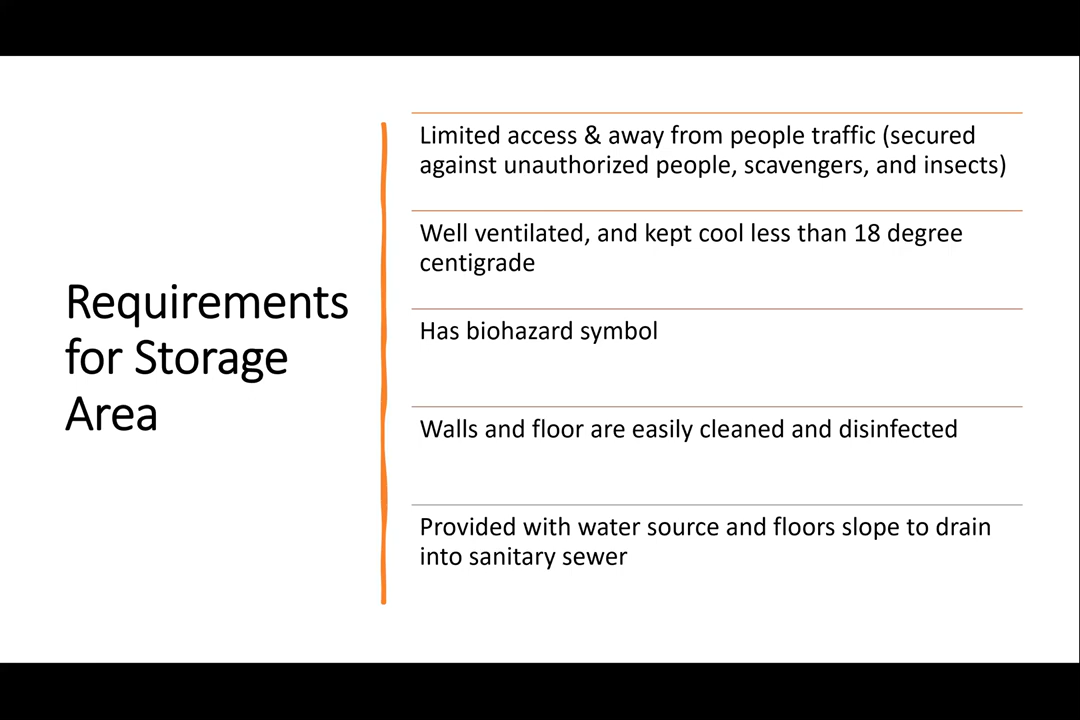 Requirements
for Storage
Area
Limited access & away from people traffic (secured
against unauthorized people, scavengers, and insects)
Well ventilated, and kept cool less than 18 degree
centigrade
Has biohazard symbol
Walls and floor are easily cleaned and disinfected
Provided with water source and floors slope to drain
into sanitary sewer